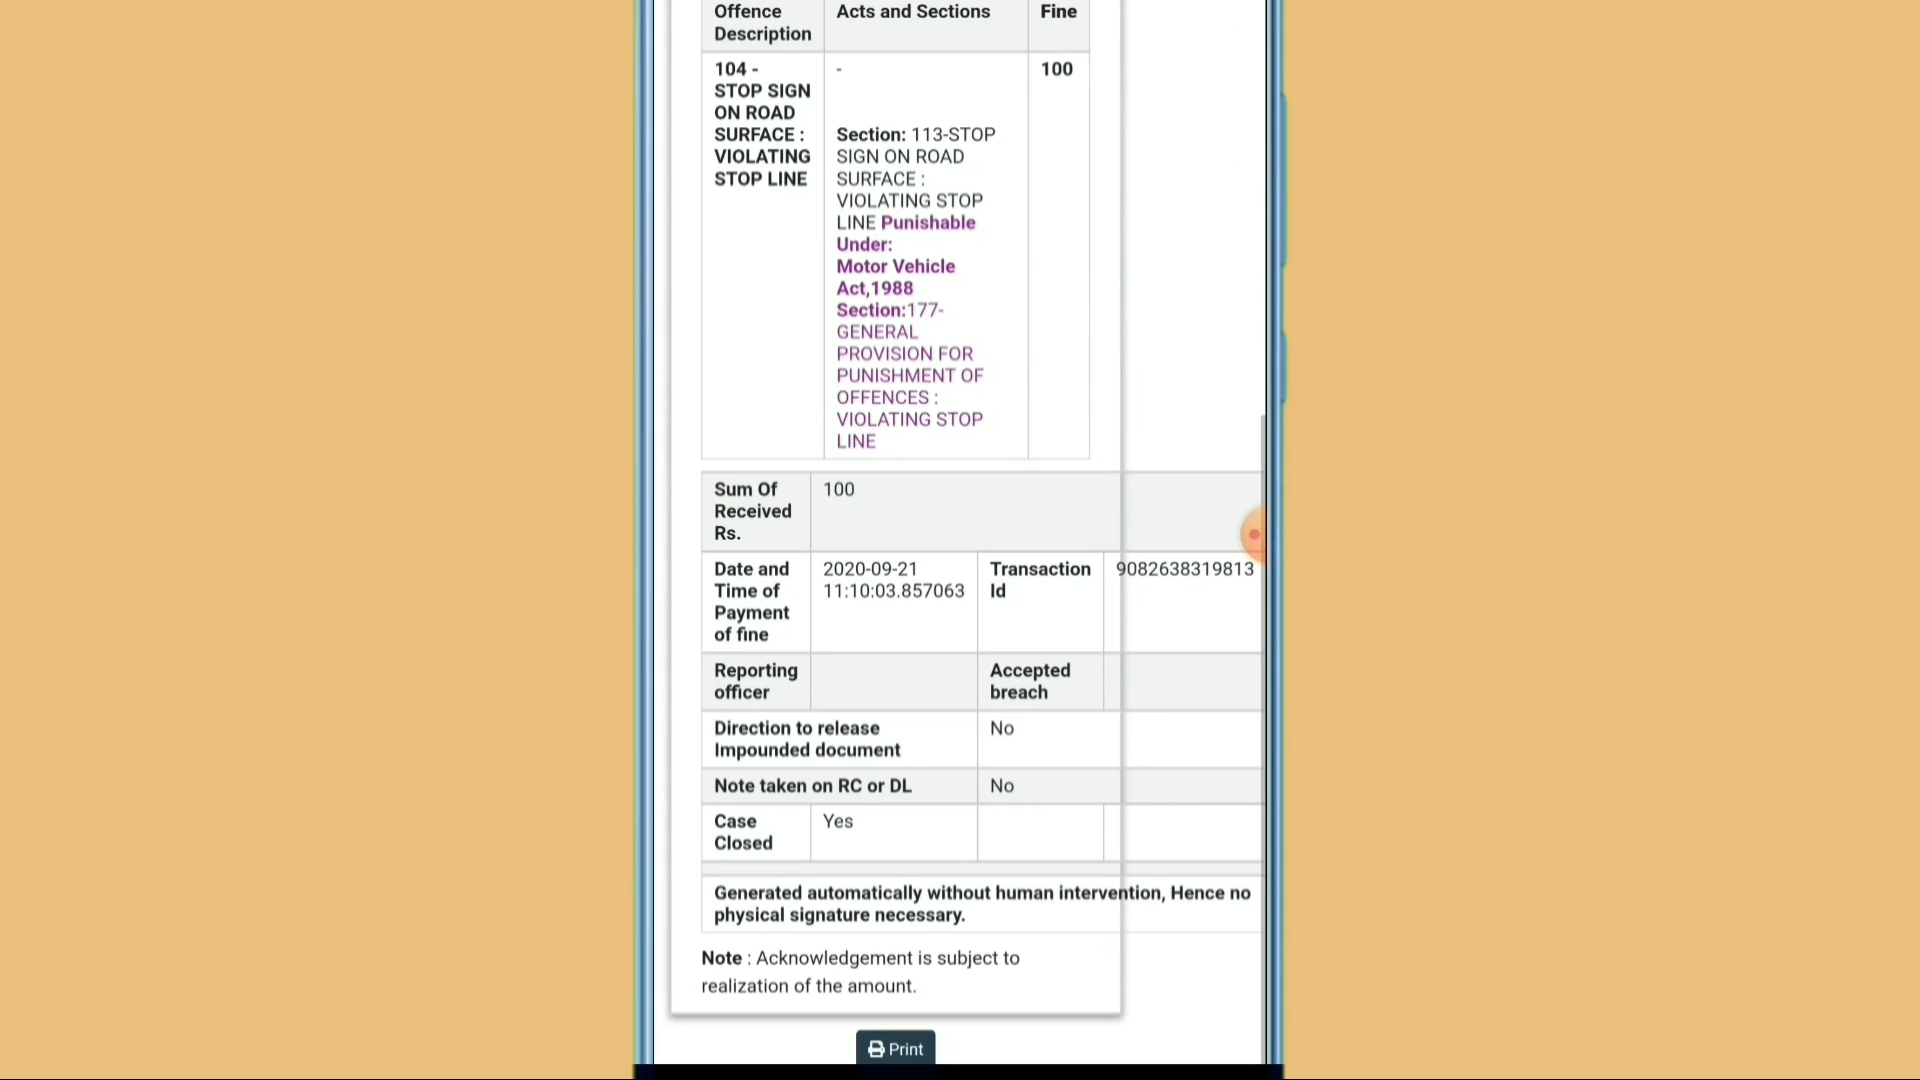 Offence Description
Acts and Sections
Fine
104 -
STOP SIGN
ON ROAD
SURFACE :
VIOLATING
STOP LINE
-
Section: 113-STOP
SIGN ON ROAD
SURFACE :
VIOLATING STOP
LINE Punishable
Under:
Motor Vehicle
Act,1988
Section:177-
GENERAL
PROVISION FOR
PUNISHMENT OF
OFFENCES :
VIOLATING STOP
LINE
100
Sum Of
Received
Rs.
100
Date and
Time of
Payment
of fine
2020-09-21
11:10:03.857063
Transaction
Id
9082638319813
Reporting
officer
Accepted
breach
Direction to release
Impounded document
No
Note taken on RC or DL
No
Case
Closed
Yes
Generated automatically without human intervention, Hence no
physical signature necessary.
Note : Acknowledgement is subject to
realization of the amount.
Print